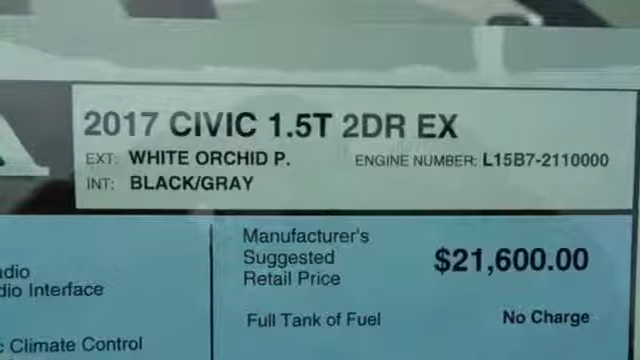 2017 CIVIC 1.5T 2DR EX
EXT: WHITE ORCHID P. ENGINE NUMBER: L15B7-2110000
INT: BLACK/GRAY
Manufacturer's
Suggested
Retail Price
$21,600.00
Full Tank of Fuel No Charge
Interface
Climate Control